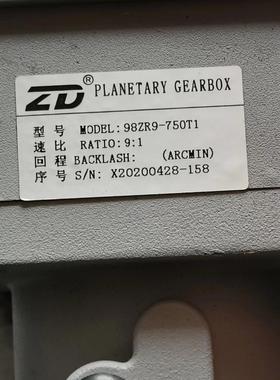 ZD® PLANETARY GEARBOX
型号 MODEL:98ZR9-750T1
速比 RATIO:9:1
回程 BACKLASH: (ARCMIN)
序号 S/N: X20200428-158